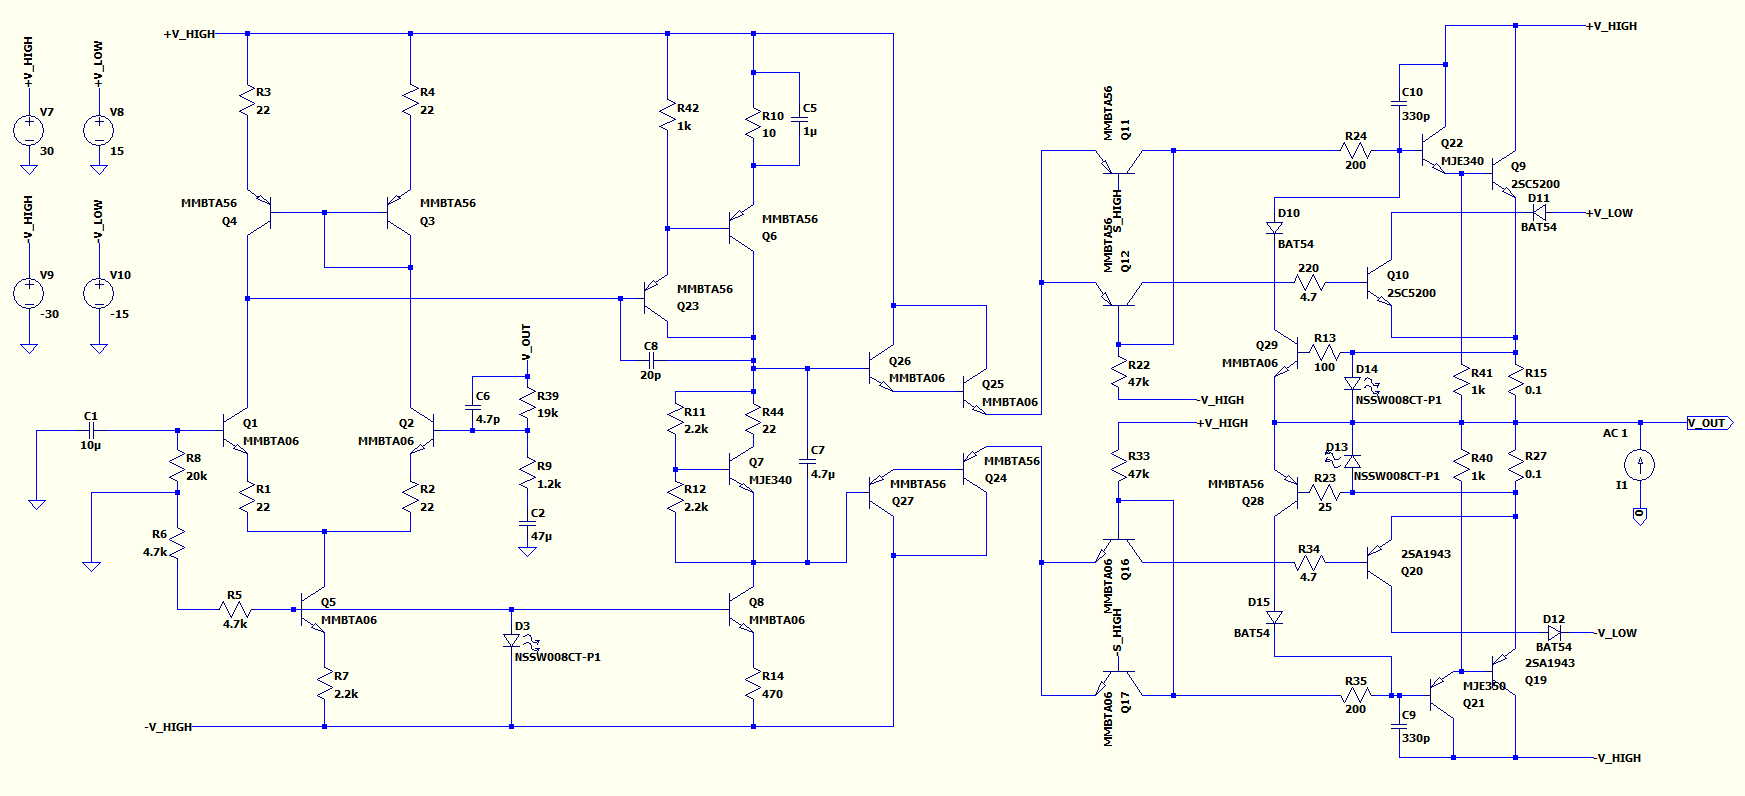 +V_HIGH
+V_LOW
V7
30
V8
15
-V_HIGH
-V_LOW
V9
-30
V10
-15
+V_HIGH
R3
22
R4
22
R42
1k
R10
10
C5
1µ
MMBTA56
Q4
MMBTA56
Q3
MMBTA56
Q6
MMBTA56
Q23
C8
20p
V_OUT
C6
4.7p
R39
19k
C1
10µ
Q1
MMBTA06
Q2
MMBTA06
R8
20k
R1
22
R2
22
R9
1.2k
C2
47µ
R6
4.7k
R5
4.7k
Q5
MMBTA06
R7
2.2k
D3
NSSW008CT-P1
-V_HIGH
R11
2.2k
R44
22
Q7
MJE340
R12
2.2k
C7
4.7µ
Q8
MMBTA06
R14
470
Q26
MMBTA06
Q25
MMBTA06
MMBTA56
Q27
MMBTA56
Q24
MMBTA56
Q11
S_HIGH
MMBTA56
Q12
R22
47k
-V_HIGH
+V_HIGH
R33
47k
MMBTA06
Q16
-S_HIGH
MMBTA06
Q17
+V_HIGH
C10
330p
R24
200
Q22
MJE340
Q9
2SC5200
D11
BAT54
+V_LOW
D10
BAT54
220
4.7
Q10
2SC5200
Q29
MMBTA06
R13
100
D14
NSSW008CT-P1
R41
1k
R15
0.1
V_OUT
AC 1
I1
0
D13
NSSW008CT-P1
R40
1k
R27
0.1
MMBTA56
Q28
R23
25
R34
4.7
2SA1943
Q20
D15
BAT54
D12
BAT54
-V_LOW
2SA1943
Q19
MJE350
Q21
R35
200
C9
330p
-V_HIGH